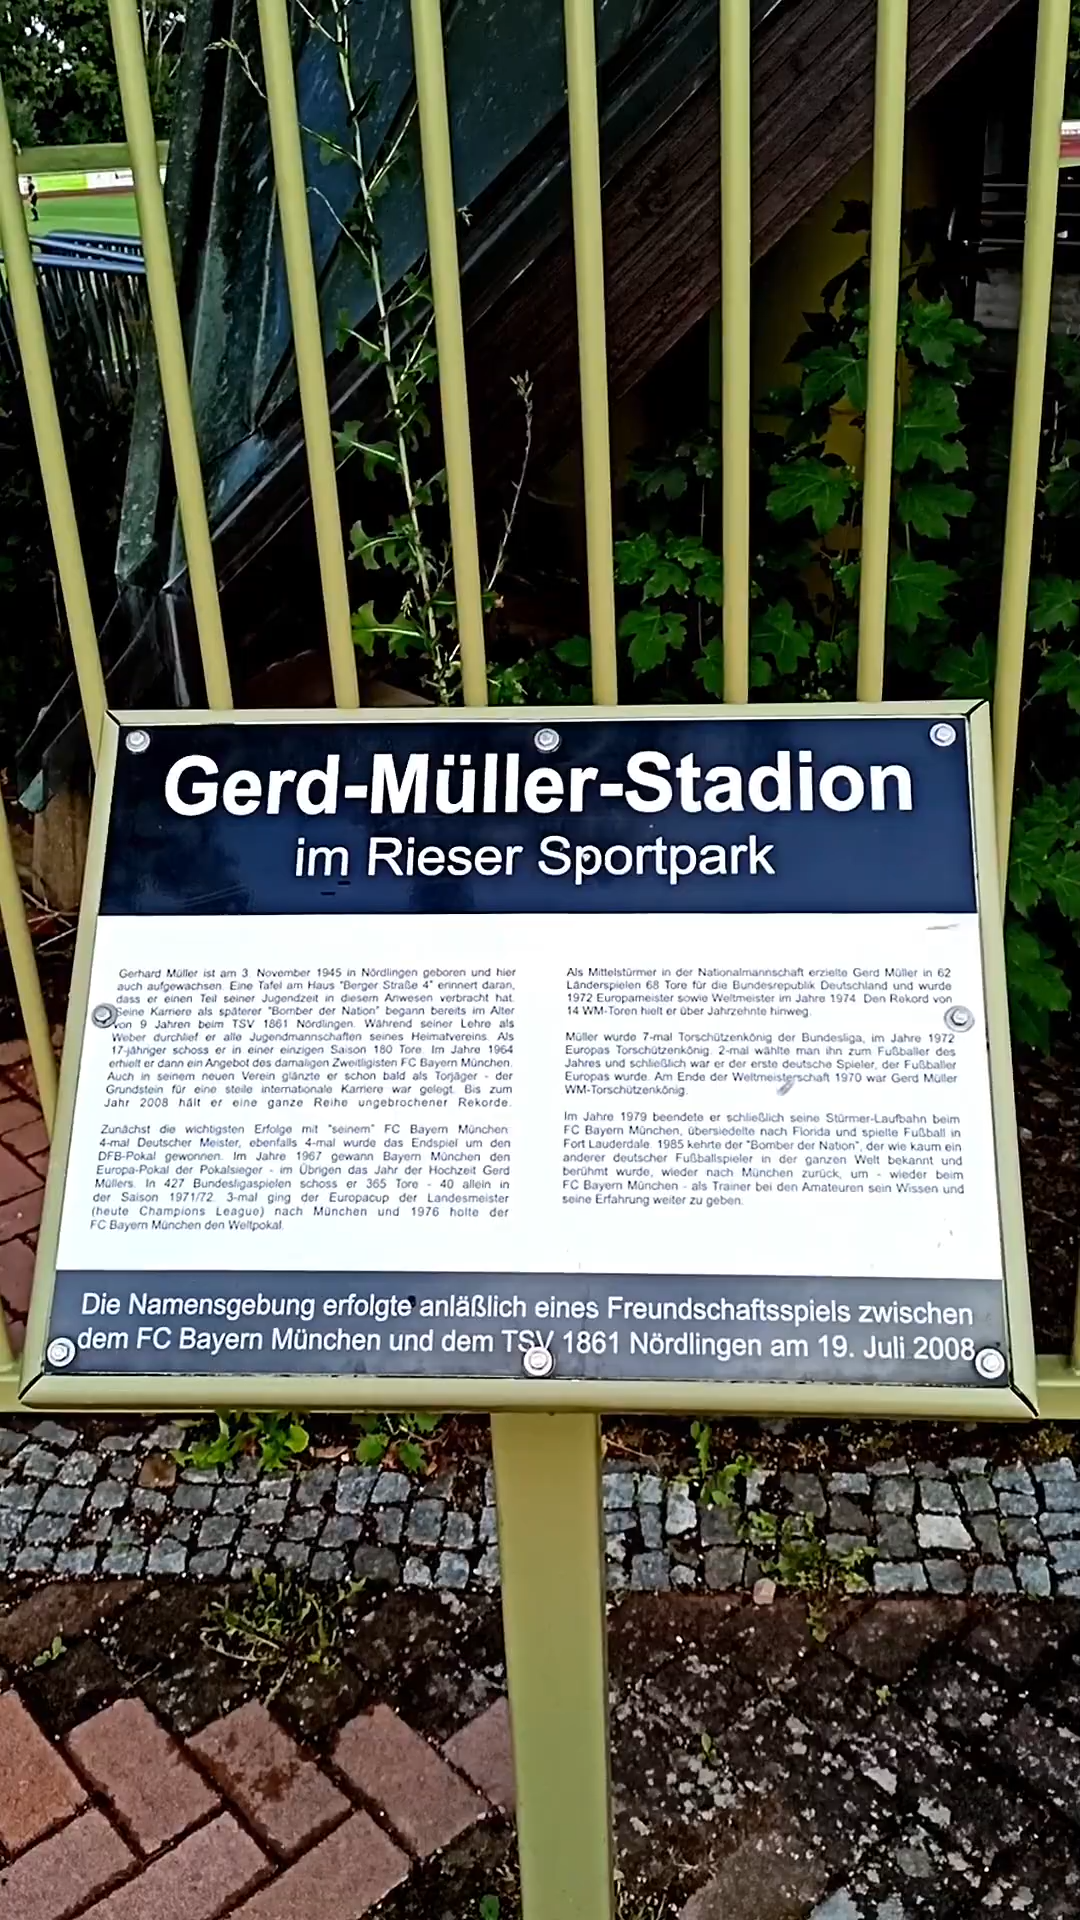 Gerd-Müller-Stadion
im Rieser Sportpark
Gerhard Müller ist am 3. November 1945 in Nördlingen geboren und hier
auch aufgewachsen. Eine Tafel am Haus "Berger Straße 4" erinnert daran,
dass er einen Teil seiner Jugendzeit in diesem Anwesen verbracht hat.
Seine Karriere als späterer "Bomber der Nation" begann bereits im Alter
von 9 Jahren beim TSV 1861 Nördlingen. Während seiner Lehre als
Weber durchlief er alle Jugendmannschaften seines Heimatvereins. Als
17-jähriger schoss er in einer einzigen Saison 180 Tore. Im Jahre 1964
erhielt er dann ein Angebot des damaligen Zweitligisten FC Bayern München.
Auch in seinem neuen Verein glänzte er schon bald als Torjäger - der
Grundstein für eine steile internationale Karriere war gelegt. Bis zum
Jahr 2008 hält er eine ganze Reihe ungebrochener Rekorde.
Zunächst die wichtigsten Erfolge mit "seinem" FC Bayern München:
4-mal Deutscher Meister, ebenfalls 4-mal wurde das Endspiel um den
DFB-Pokal gewonnen. Im Jahre 1967 gewann Bayern München den
Europa-Pokal der Pokalsieger - im Übrigen das Jahr der Hochzeit Gerd
Müllers. In 427 Bundesligaspielen schoss er 365 Tore - 40 allein in
der Saison 1971/72. 3-mal ging der Europacup der Landesmeister
(heute Champions League) nach München und 1976 holte der
FC Bayern München den Weltpokal.
Als Mittelstürmer in der Nationalmannschaft erzielte Gerd Müller in 62
Länderspielen 68 Tore für die Bundesrepublik Deutschland und wurde
1972 Europameister sowie Weltmeister im Jahre 1974. Den Rekord von
14 WM-Toren hielt er über Jahrzehnte hinweg.
Müller wurde 7-mal Torschützenkönig der Bundesliga, im Jahre 1972
Europas Torschützenkönig. 2-mal wählte man ihn zum Fußballer des
Jahres und schließlich war er der erste deutsche Spieler, der Fußballer
Europas wurde. Am Ende der Weltmeisterschaft 1970 war Gerd Müller
WM-Torschützenkönig.
Im Jahre 1979 beendete er schließlich seine Stürmer-Laufbahn beim
FC Bayern München, übersiedelte nach Florida und spielte Fußball in
Fort Lauderdale. 1985 kehrte der "Bomber der Nation", der wie kaum ein
anderer deutscher Fußballspieler in der ganzen Welt bekannt und
berühmt wurde, wieder nach München zurück, um - wieder beim
FC Bayern München - als Trainer bei den Amateuren sein Wissen und
seine Erfahrung weiter zu geben.
Die Namensgebung erfolgte anläßlich eines Freundschaftsspiels zwischen
dem FC Bayern München und dem TSV 1861 Nördlingen am 19. Juli 2008